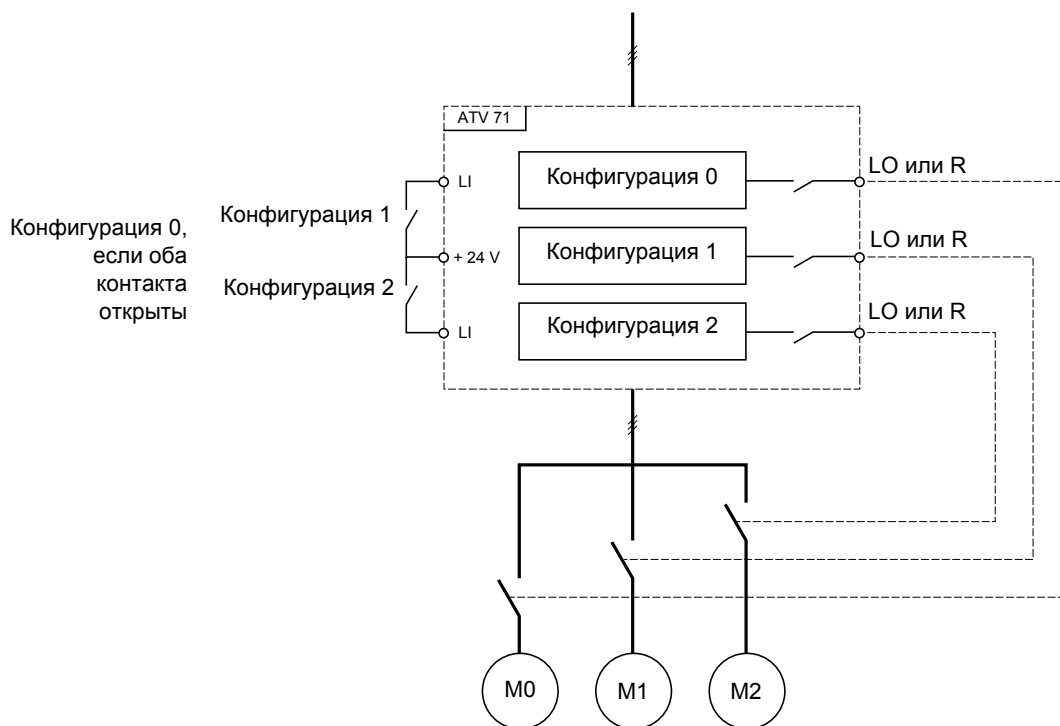 ATV 71
Конфигурация 0
LO или R
LI
Конфигурация 1
Конфигурация 0,
если оба
контакта
открыты
Конфигурация 1
LO или R
+ 24 V
Конфигурация 2
Конфигурация 2
LO или R
LI
M0
M1
M2